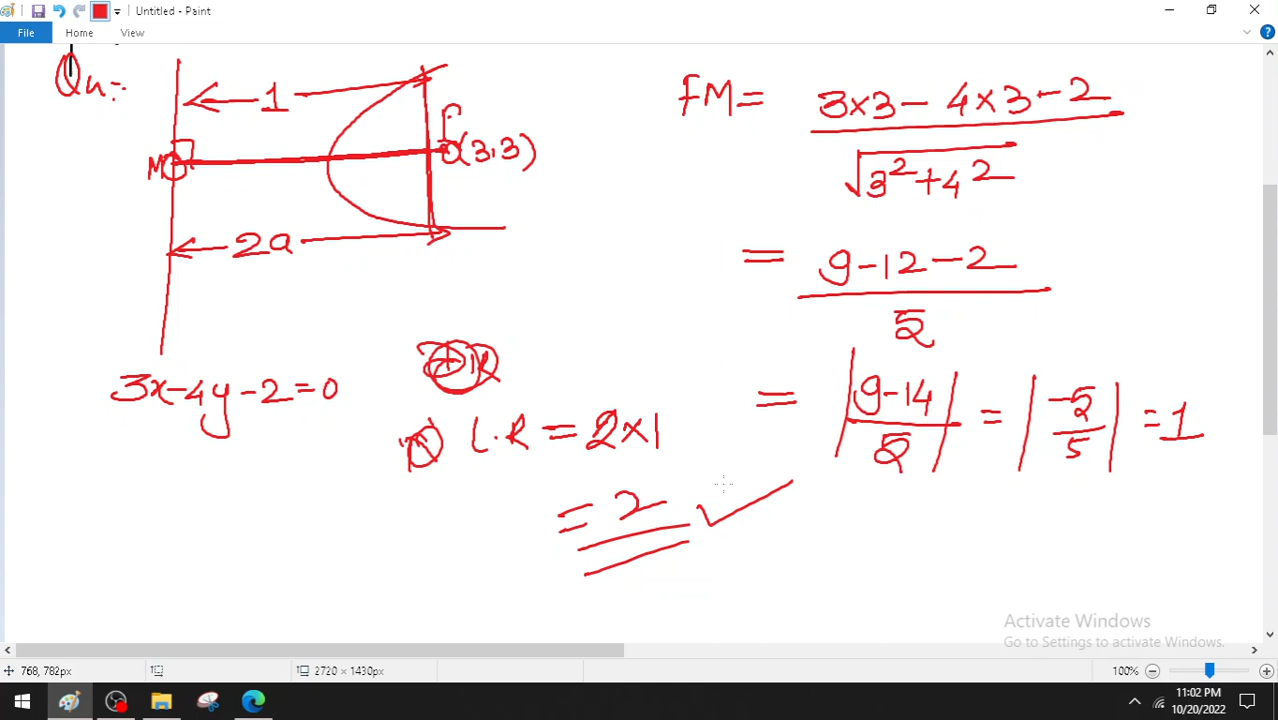 Untitled - Paint
File Home View
Qn:-
1
M
F
(3,3)
2a
3x-4y-2=0
L.R = 2×1
= 2
FM = 3×3-4×3-2 / √3²+4²
= 9-12-2 / 5
= |9-14 / 5| = |-5 / 5| = 1
Activate Windows
Go to Settings to activate Windows.
768, 782px
2720 × 1430px
100%
11:02 PM
10/20/2022